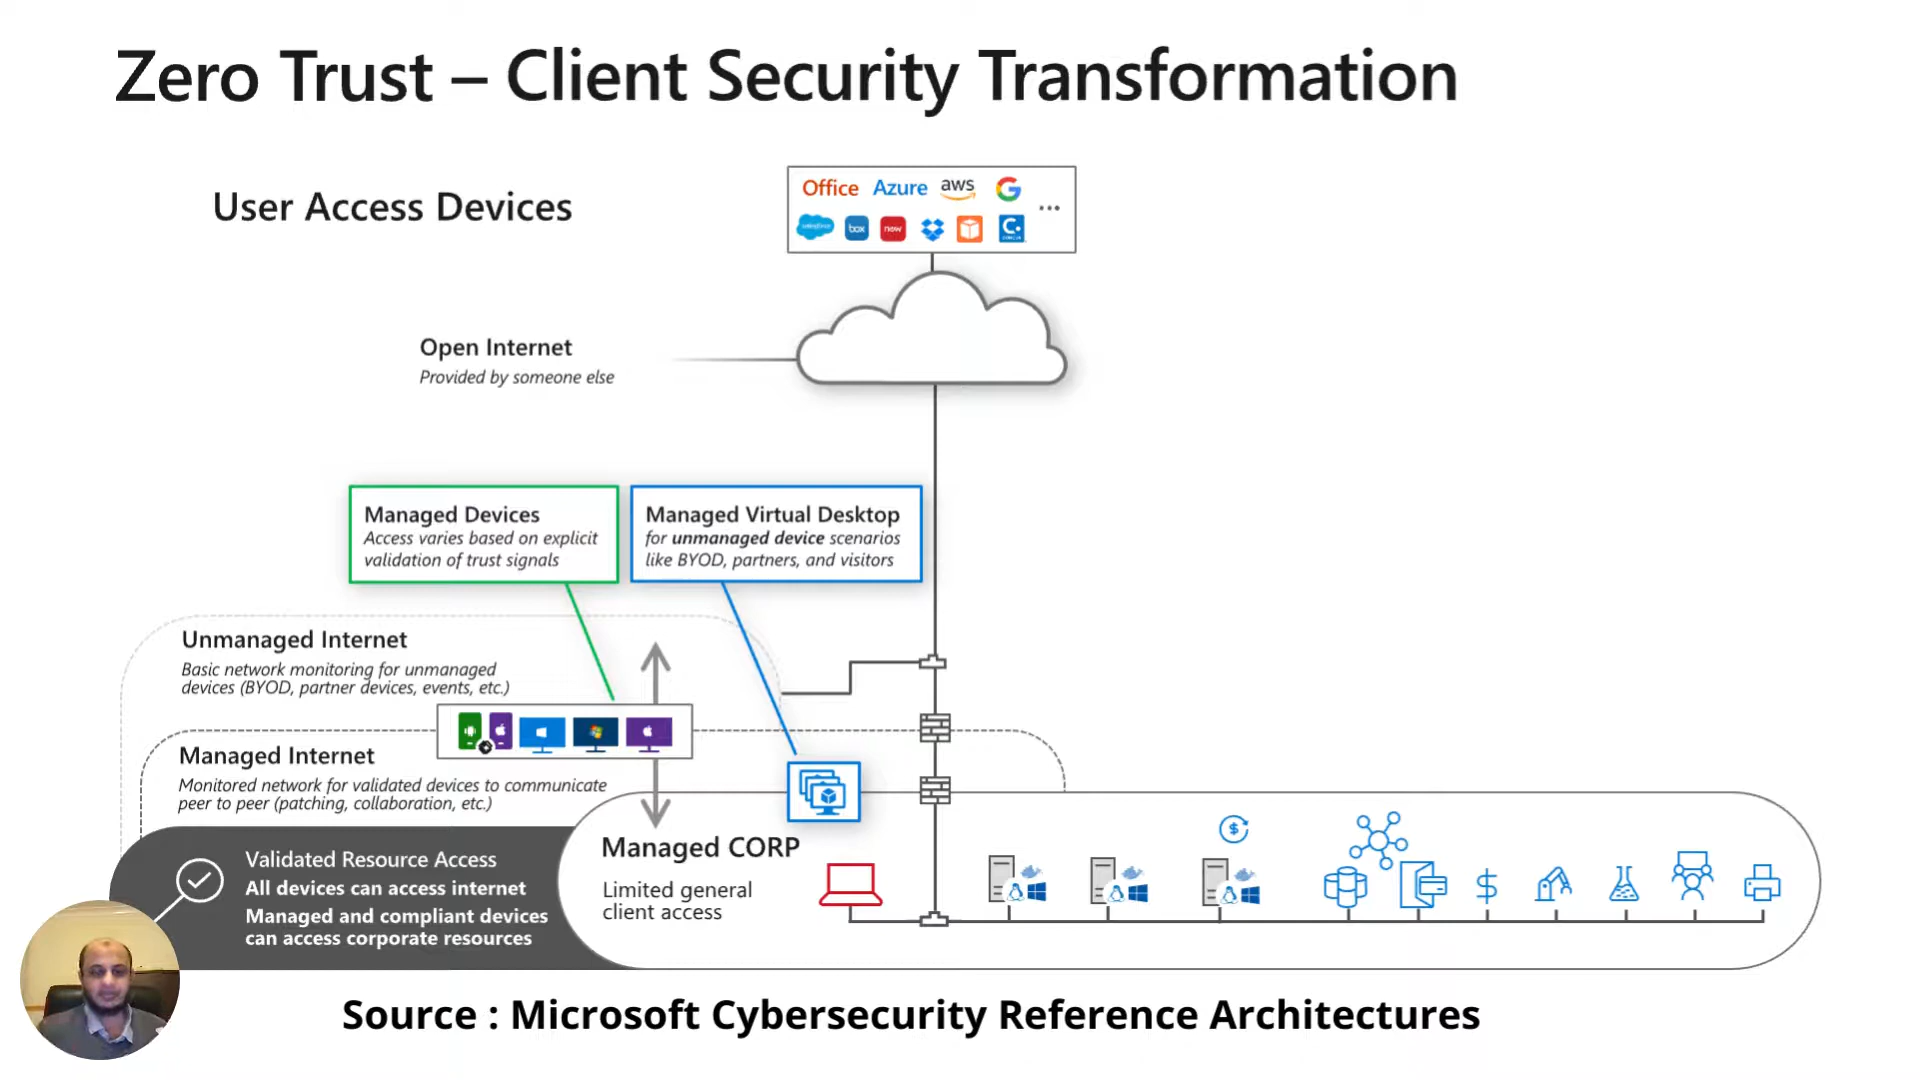 Zero Trust – Client Security Transformation
User Access Devices
Office Azure aws G
salesforce box now
C.
...
Open Internet
Provided by someone else
Managed Devices
Access varies based on explicit
validation of trust signals
Managed Virtual Desktop
for unmanaged device scenarios
like BYOD, partners, and visitors
Unmanaged Internet
Basic network monitoring for unmanaged
devices (BYOD, partner devices, events, etc.)
Managed Internet
Monitored network for validated devices to communicate
peer to peer (patching, collaboration, etc.)
Validated Resource Access
All devices can access internet
Managed and compliant devices
can access corporate resources
Managed CORP
Limited general
client access
$
$
Source : Microsoft Cybersecurity Reference Architectures